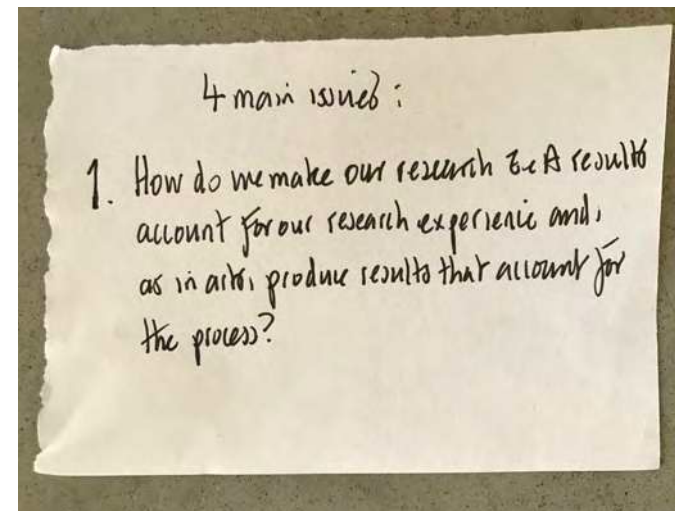 4 main issues :
1. How do we make our research E&A results
account for our research experience and,
as in arts, produce results that account for
the process?